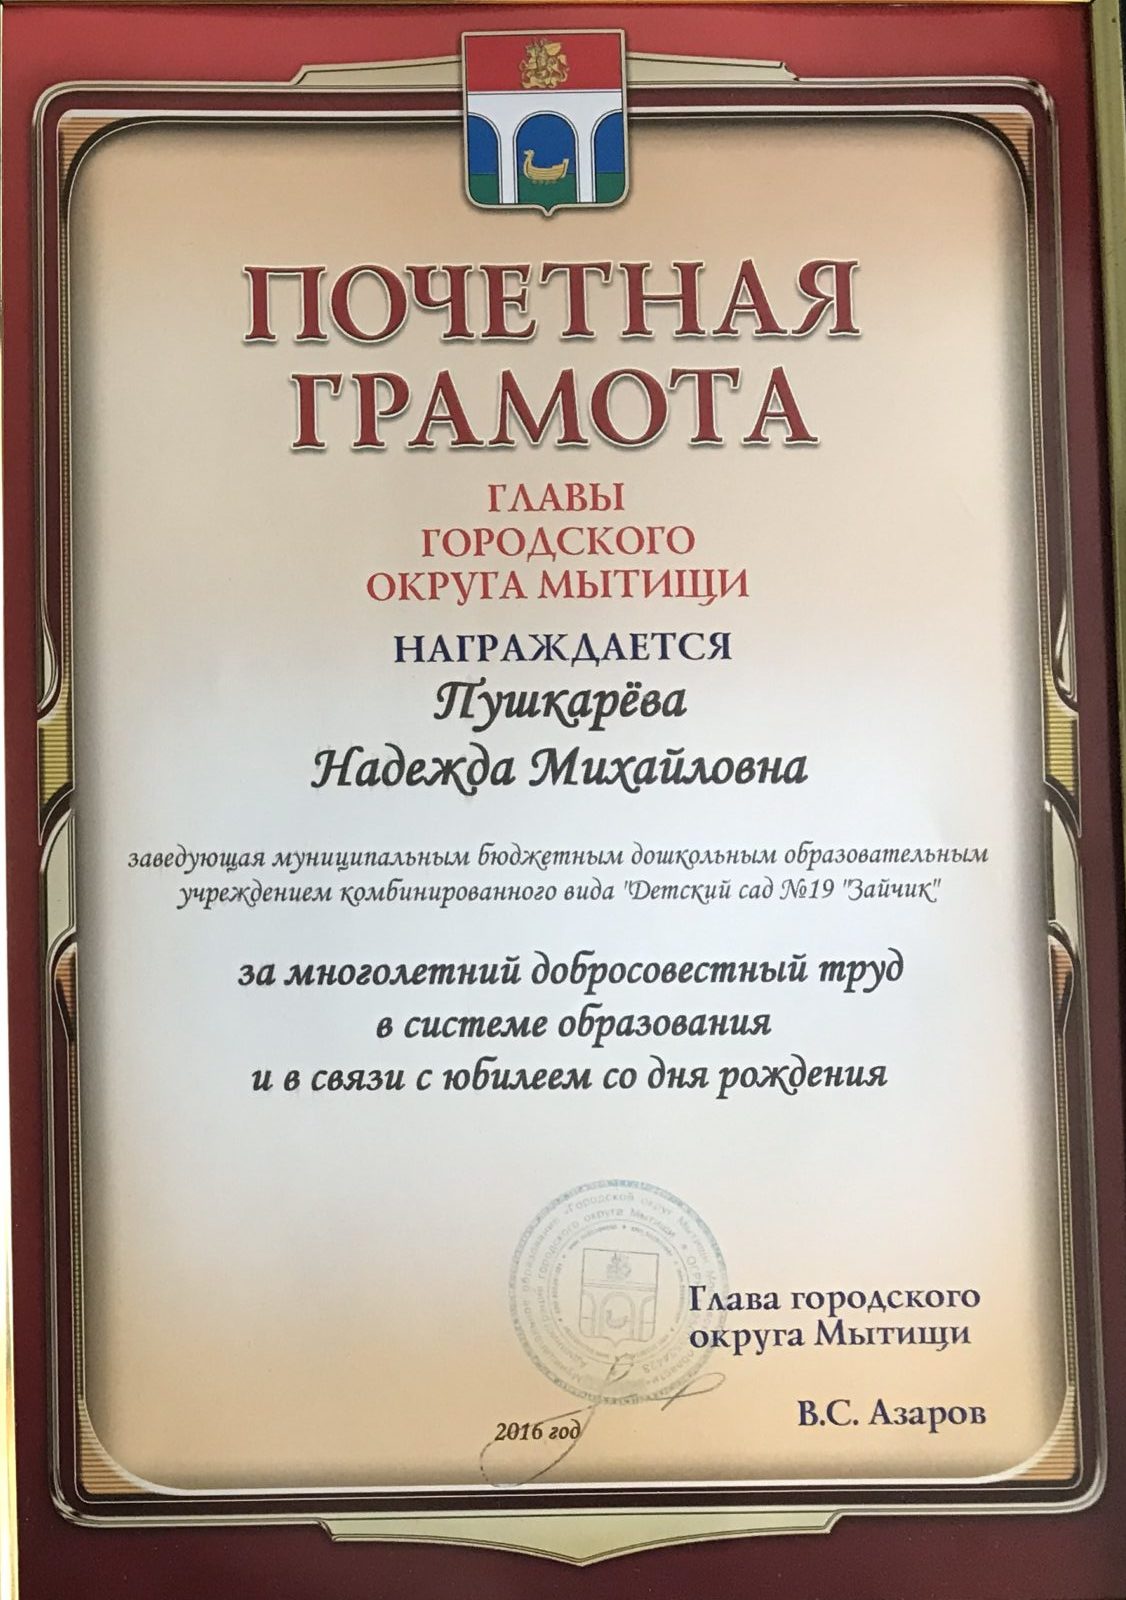 ПОЧЕТНАЯ
ГРАМОТА
ГЛАВЫ
ГОРОДСКОГО
ОКРУГА МЫТИЩИ
НАГРАЖДАЕТСЯ
Пушкарёва
Надежда Михайловна
заведующая муниципальным бюджетным дошкольным образовательным
учреждением комбинированного вида "Детский сад №19 "Зайчик"
за многолетний добросовестный труд
в системе образования
и в связи с юбилеем со дня рождения
Глава городского
округа Мытищи
В.С. Азаров
2016 год